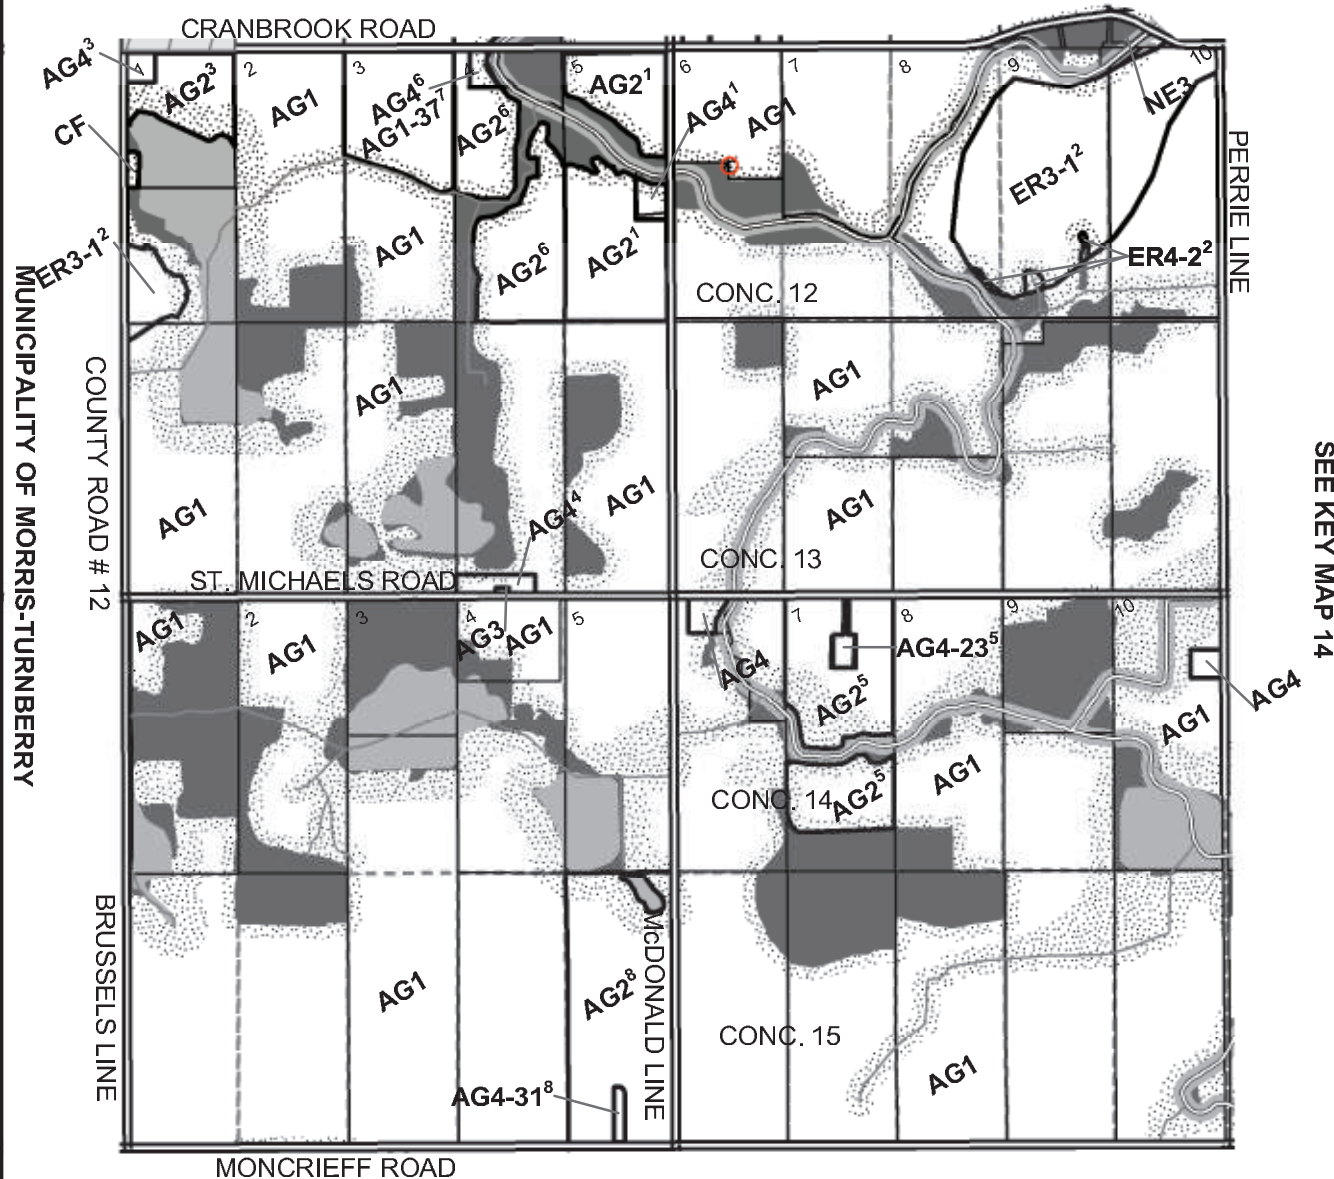 CRANBROOK ROAD
AG4³
AG2³
CF
1
2
AG1
3
AG4⁶
AG1-37⁷
4
AG2⁶
5
AG2¹
6
AG4¹
AG1
7
8
9
10
NE3
ER3-1²
PERRIE LINE
ER3-1²
AG1
AG2⁶
AG2¹
ER4-2²
CONC. 12
MUNICIPALITY OF MORRIS-TURNBERRY
COUNTY ROAD # 12
AG1
AG1
AG1
AG4⁴
AG1
AG1
CONC. 13
SEE KEY MAP 14
ST. MICHAELS ROAD
AG1
2
AG1
3
4
AG3
AG1
5
AG4
7
8
AG4-23⁵
9
10
AG4
AG2⁵
AG1
AG1
CONC. 14
AG2⁵
BRUSSELS LINE
AG1
AG2⁸
McDONALD LINE
CONC. 15
AG1
AG4-31⁸
MONCRIEFF ROAD